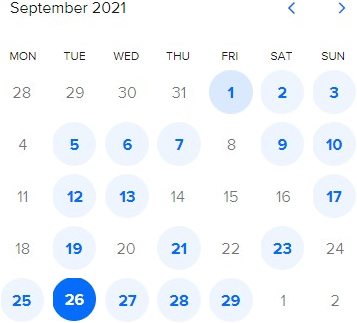 September 2021
MON TUE WED THU FRI SAT SUN
28 29 30 31 1 2 3
4 5 6 7 8 9 10
11 12 13 14 15 16 17
18 19 20 21 22 23 24
25 26 27 28 29 1 2